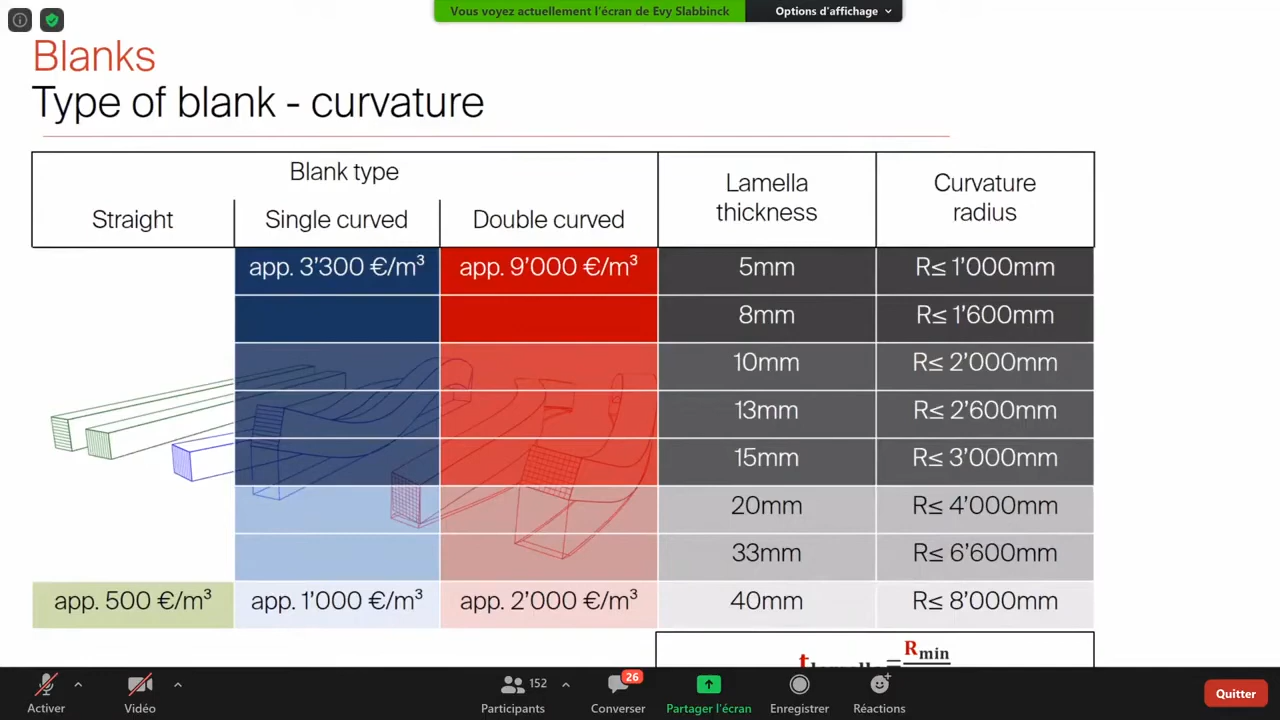 Vous voyez actuellement l'écran de Evy Slabbinck
Options d'affichage
Blanks
Type of blank - curvature
Blank type
Straight
Single curved
Double curved
Lamella
thickness
Curvature
radius
app. 3'300 €/m³
app. 9'000 €/m³
5mm
R≤ 1'000mm
8mm
R≤ 1'600mm
10mm
R≤ 2'000mm
13mm
R≤ 2'600mm
15mm
R≤ 3'000mm
20mm
R≤ 4'000mm
33mm
R≤ 6'600mm
app. 500 €/m³
app. 1'000 €/m³
app. 2'000 €/m³
40mm
R≤ 8'000mm
R min
t =
Activer
Vidéo
152
Participants
26
Converser
Partager l'écran
Enregistrer
Réactions
Quitter